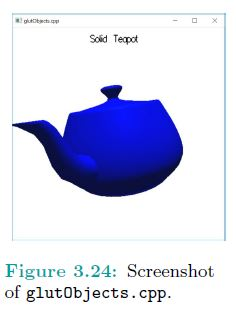 glutObjects.cpp
Solid Teapot
Figure 3.24: Screenshot
of glutObjects.cpp.